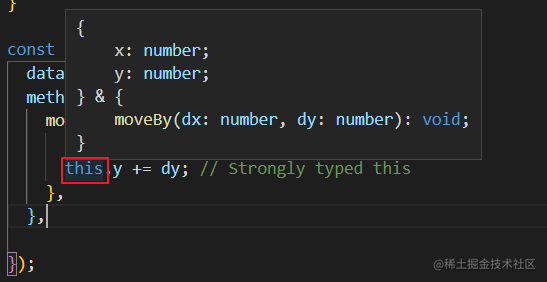 }
{
x: number;
y: number;
} & {
moveBy(dx: number, dy: number): void;
}
const
data
meth
mo
this.y += dy; // Strongly typed this
},
},
});
@稀土掘金技术社区